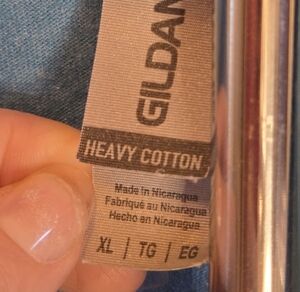 GILDAN
HEAVY COTTON
Made in Nicaragua
Fabriqué au Nicaragua
Hecho en Nicaragua
XL / TG / EG